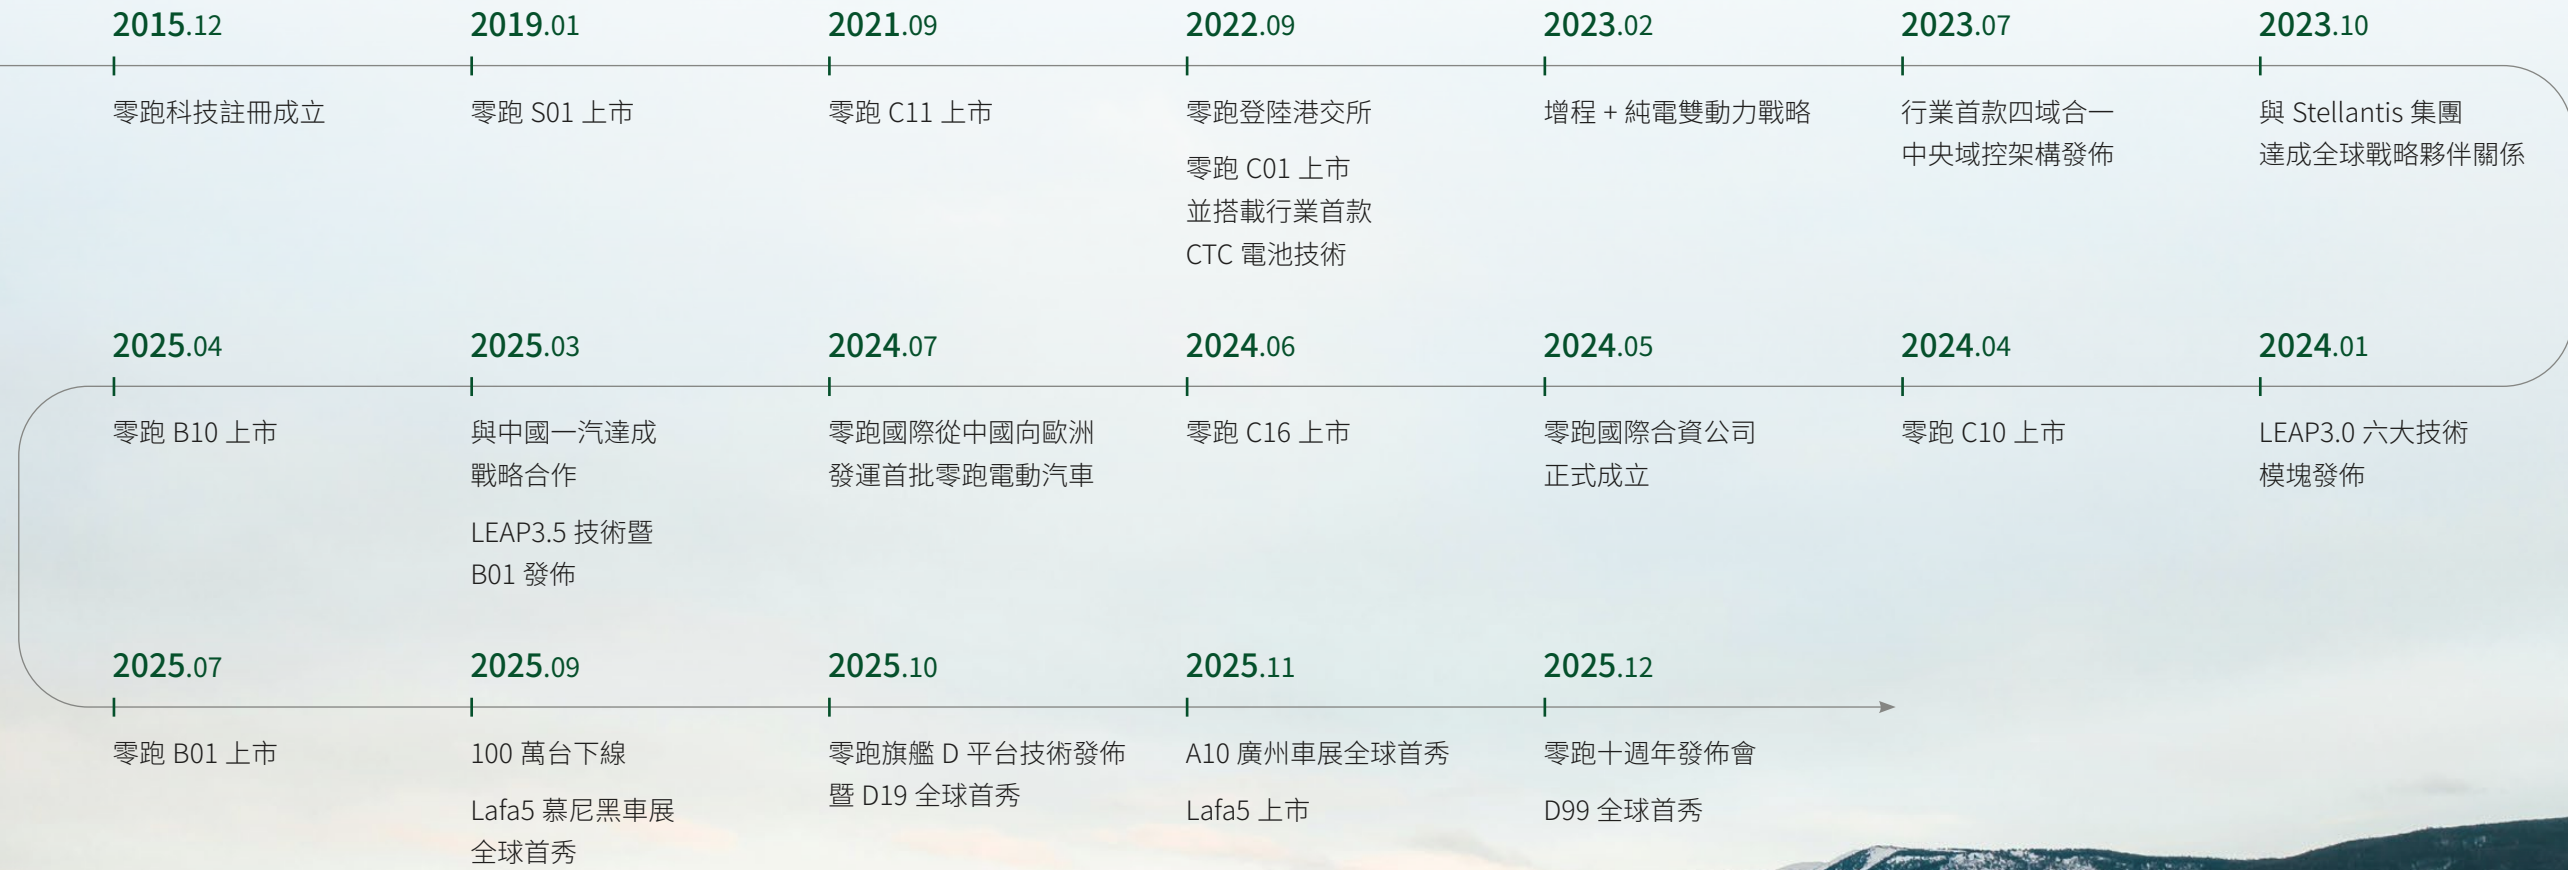 2015.12
零跑科技註冊成立
2019.01
零跑 S01 上市
2021.09
零跑 C11 上市
2022.09
零跑登陸港交所
零跑 C01 上市
並搭載行業首款
CTC 電池技術
2023.02
增程 + 純電雙動力戰略
2023.07
行業首款四域合一
中央域控架構發佈
2023.10
與 Stellantis 集團
達成全球戰略夥伴關係
2024.01
LEAP3.0 六大技術
模塊發佈
2024.04
零跑 C10 上市
2024.05
零跑國際合資公司
正式成立
2024.06
零跑 C16 上市
2024.07
零跑國際從中國向歐洲
發運首批零跑電動汽車
2025.03
與中國一汽達成
戰略合作
LEAP3.5 技術暨
B01 發佈
2025.04
零跑 B10 上市
2025.07
零跑 B01 上市
2025.09
100 萬台下線
Lafa5 慕尼黑車展
全球首秀
2025.10
零跑旗艦 D 平台技術發佈
暨 D19 全球首秀
2025.11
A10 廣州車展全球首秀
Lafa5 上市
2025.12
零跑十週年發佈會
D99 全球首秀